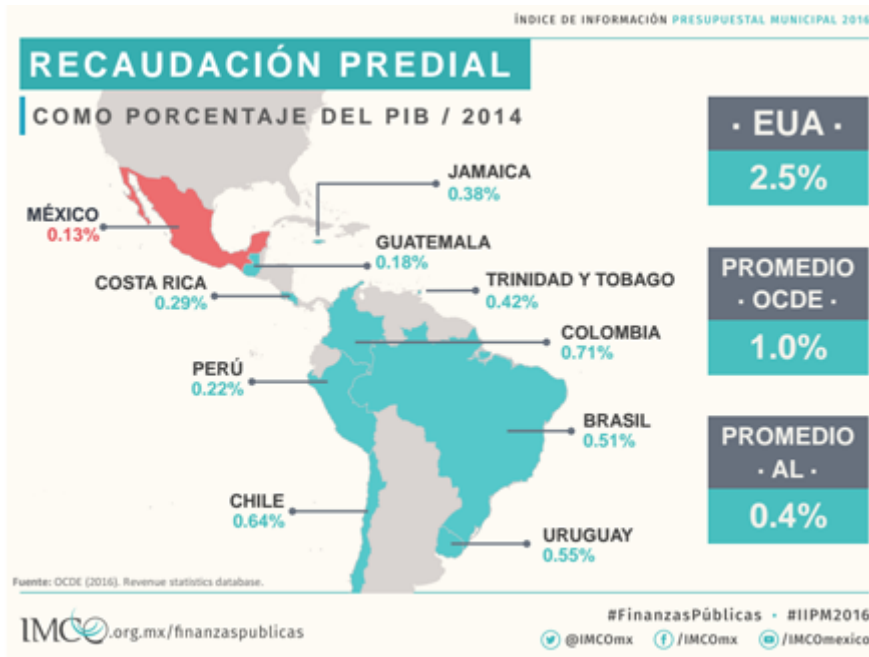 ÍNDICE DE INFORMACIÓN PRESUPUESTAL MUNICIPAL 2016
RECAUDACIÓN PREDIAL
COMO PORCENTAJE DEL PIB / 2014
· EUA ·
2.5%
JAMAICA
0.38%
MÉXICO
0.13%
GUATEMALA
0.18%
COSTA RICA
0.29%
TRINIDAD Y TOBAGO
0.42%
PROMEDIO
· OCDE ·
1.0%
COLOMBIA
0.71%
PERÚ
0.22%
BRASIL
0.51%
PROMEDIO
· AL ·
0.4%
CHILE
0.64%
URUGUAY
0.55%
Fuente: OCDE (2016). Revenue statistics database.
IMCO.org.mx/finanzaspublicas
#FinanzasPúblicas · #IIPM2016
@IMCOmx /IMCOmx /IMCOmexico